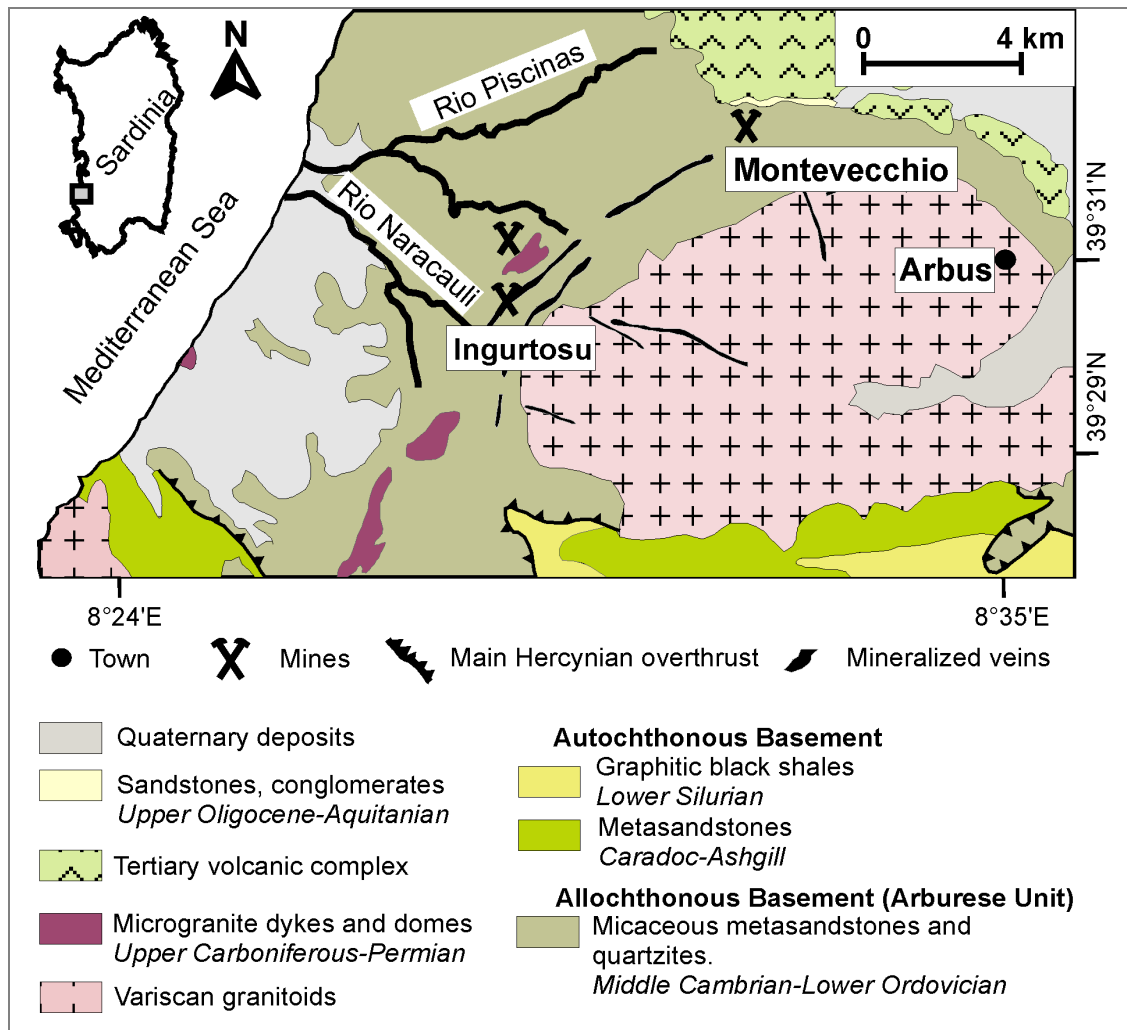 N
0 4 km
Sardinia
Rio Piscinas
Montevecchio
39°31'N
Mediterranean Sea
Rio Naracauli
Arbus
Ingurtosu
39°29'N
8°24'E
8°35'E
Town
Mines
Main Hercynian overthrust
Mineralized veins
Quaternary deposits
Sandstones, conglomerates
Upper Oligocene-Aquitanian
Tertiary volcanic complex
Microgranite dykes and domes
Upper Carboniferous-Permian
Variscan granitoids
Autochthonous Basement
Graphitic black shales
Lower Silurian
Metasandstones
Caradoc-Ashgill
Allochthonous Basement (Arburese Unit)
Micaceous metasandstones and
quartzites.
Middle Cambrian-Lower Ordovician